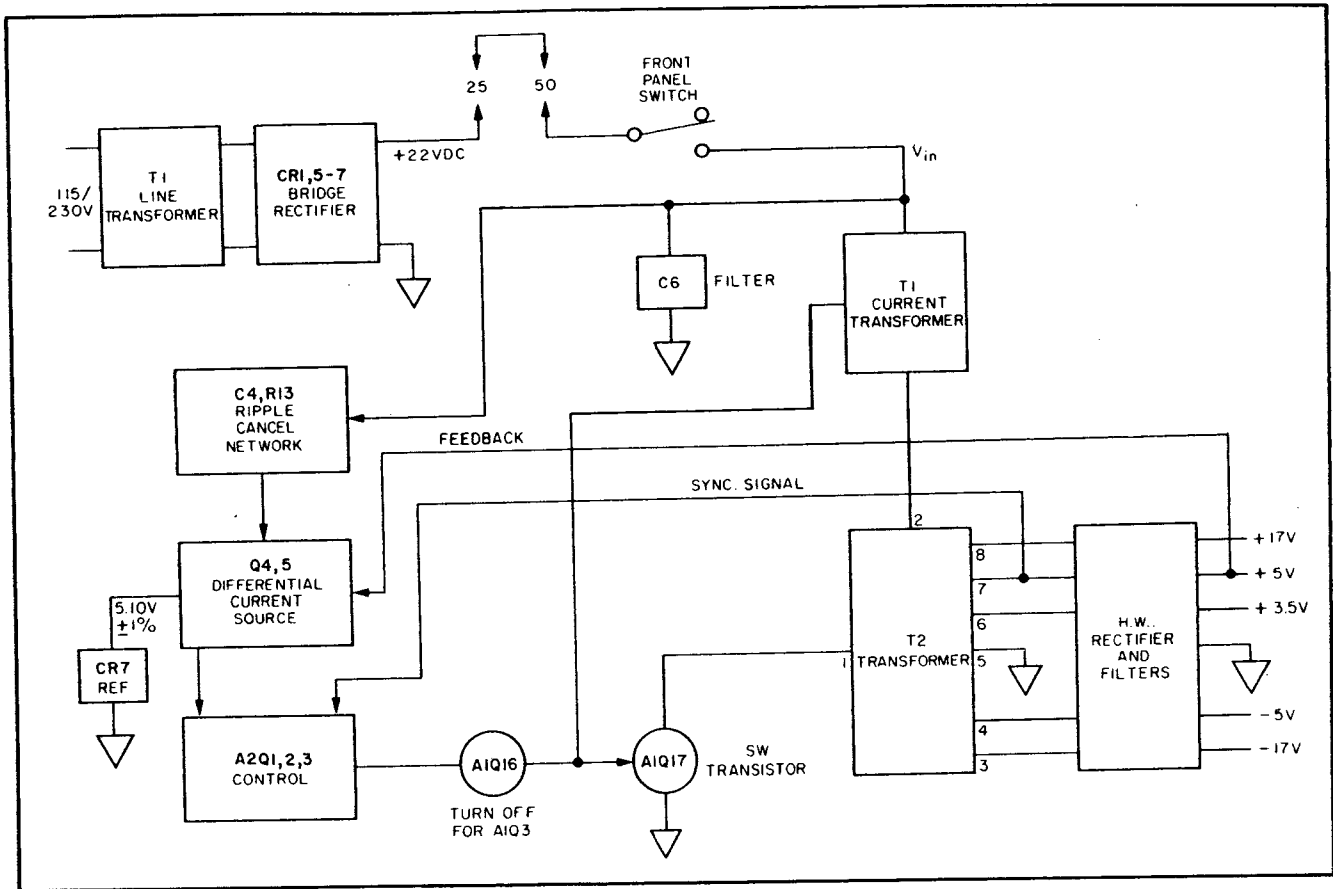 25
50
FRONT
PANEL
SWITCH
+22VDC
Vin
115/
230V
T1
LINE
TRANSFORMER
CR1,5-7
BRIDGE
RECTIFIER
C6
FILTER
T1
CURRENT
TRANSFORMER
C4,R13
RIPPLE
CANCEL
NETWORK
FEEDBACK
SYNC. SIGNAL
Q4,5
DIFFERENTIAL
CURRENT
SOURCE
5.10V
±1%
CR7
REF
A2Q1,2,3
CONTROL
A1Q16
TURN OFF
FOR A1Q3
A1Q17
SW
TRANSISTOR
2
8
7
6
1
T2
TRANSFORMER
5
4
3
H.W..
RECTIFIER
AND
FILTERS
+17V
+5V
+3.5V
-5V
-17V